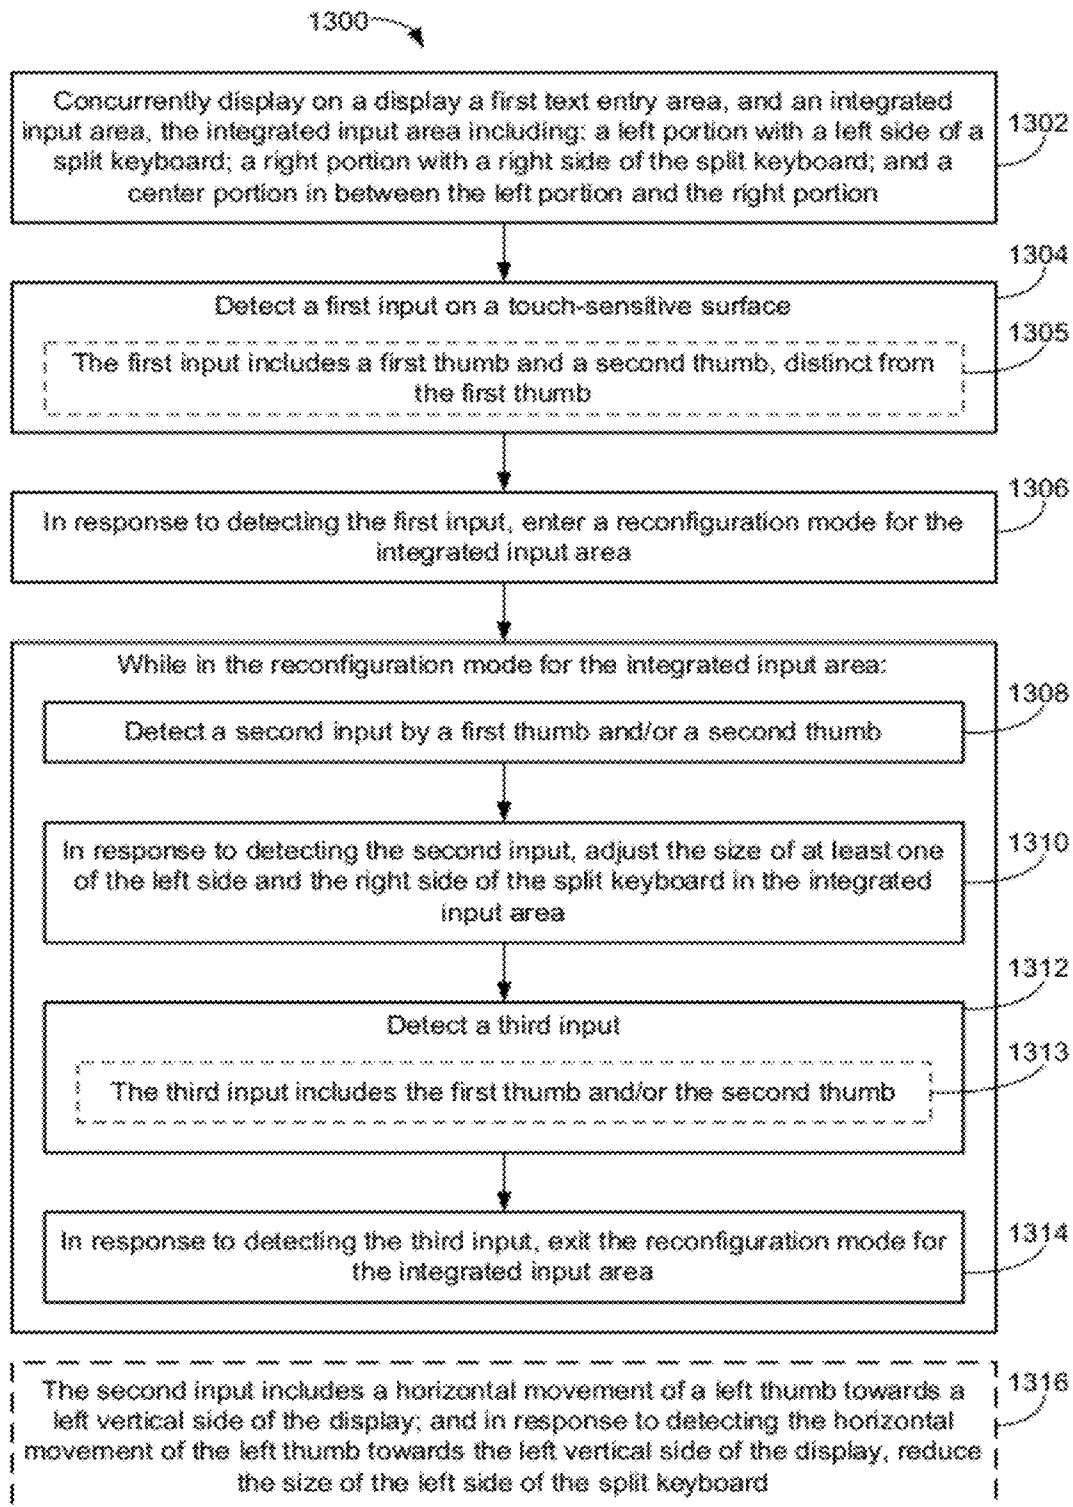 1300
Concurrently display on a display a first text entry area, and an integrated
input area, the integrated input area including: a left portion with a left side of a
split keyboard; a right portion with a right side of the split keyboard; and a
center portion in between the left portion and the right portion
1302
1304
Detect a first input on a touch-sensitive surface
1305
The first input includes a first thumb and a second thumb, distinct from
the first thumb
1306
In response to detecting the first input, enter a reconfiguration mode for the
integrated input area
While in the reconfiguration mode for the integrated input area:
1308
Detect a second input by a first thumb and/or a second thumb
1310
In response to detecting the second input, adjust the size of at least one
of the left side and the right side of the split keyboard in the integrated
input area
1312
Detect a third input
1313
The third input includes the first thumb and/or the second thumb
1314
In response to detecting the third input, exit the reconfiguration mode for
the integrated input area
1316
The second input includes a horizontal movement of a left thumb towards a
left vertical side of the display; and in response to detecting the horizontal
movement of the left thumb towards the left vertical side of the display, reduce
the size of the left side of the split keyboard